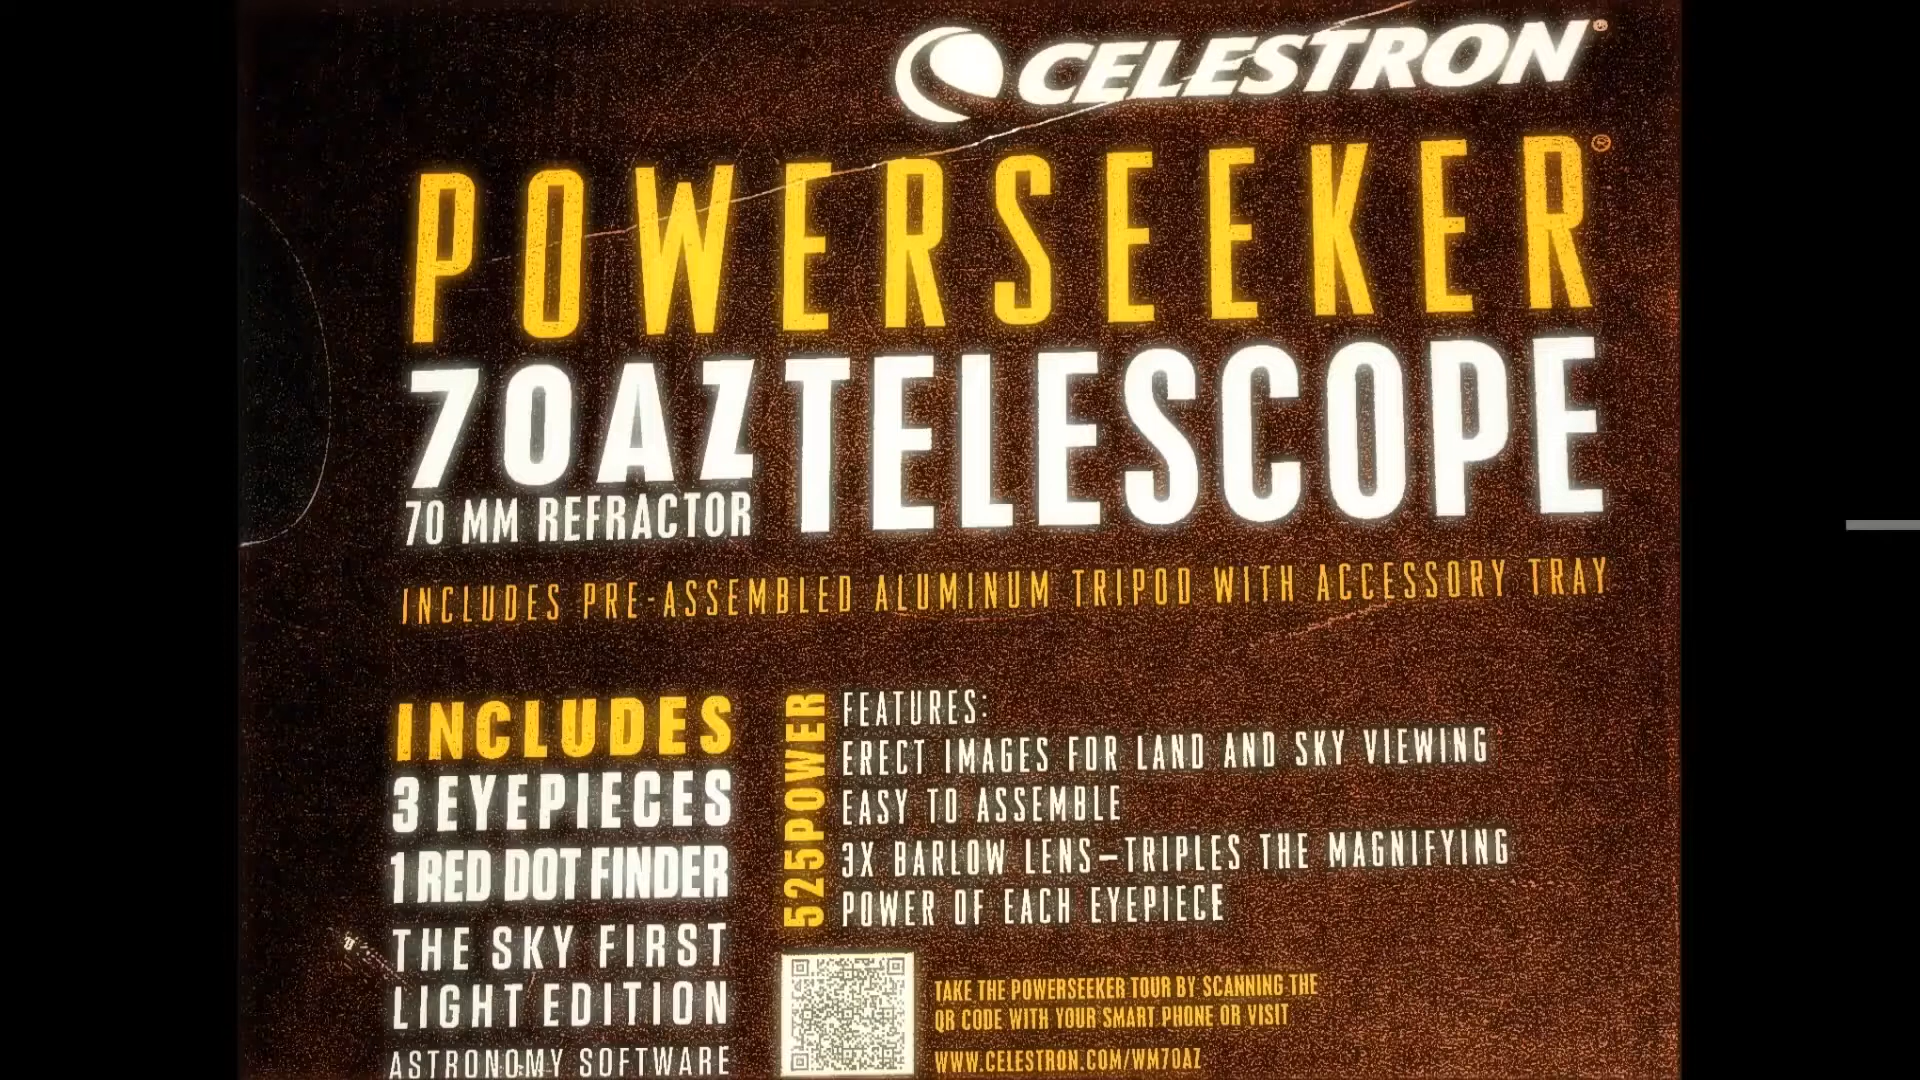 CELESTRON®
POWERSEEKER®
70AZ TELESCOPE
70 MM REFRACTOR
INCLUDES PRE-ASSEMBLED ALUMINUM TRIPOD WITH ACCESSORY TRAY
INCLUDES
3 EYEPIECES
1 RED DOT FINDER
THE SKY FIRST
LIGHT EDITION
ASTRONOMY SOFTWARE
525POWER
FEATURES:
ERECT IMAGES FOR LAND AND SKY VIEWING
EASY TO ASSEMBLE
3X BARLOW LENS–TRIPLES THE MAGNIFYING
POWER OF EACH EYEPIECE
TAKE THE POWERSEEKER TOUR BY SCANNING THE
QR CODE WITH YOUR SMART PHONE OR VISIT
WWW.CELESTRON.COM/WM70AZ